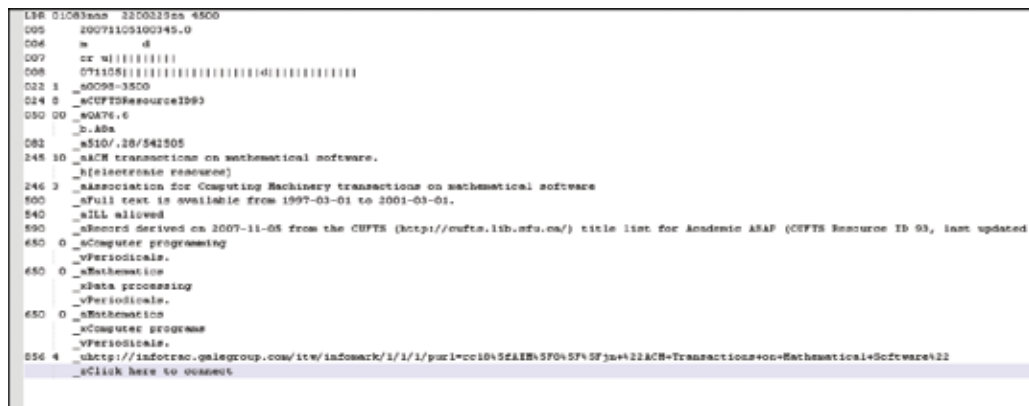 LDR 01083nas 2200229za 4500
005 20071105100345.0
006 m d
007 cr u||||||||||
008 071105||||||||||||||||||||||d|||||||||||||
022 1 _a0098-3500
024 8 _aCUFTSResourceID93
050 00 _aQA76.6
_b.A8a
082 _a510/.28/542505
245 10 _aACM transactions on mathematical software.
_h[electronic resource]
246 3 _aAssociation for Computing Machinery transactions on mathematical software
500 _aFull text is available from 1997-03-01 to 2001-03-01.
540 _aILL allowed
590 _aRecord derived on 2007-11-05 from the CUFTS (http://cufts.lib.sfu.ca/) title list for Academic ASAP (CUFTS Resource ID 93, last updated
650 0 _aComputer programming
_vPeriodicals.
650 0 _aMathematics
_xData processing
_vPeriodicals.
650 0 _aMathematics
_xComputer programs
_vPeriodicals.
856 4 _uhttp://infotrac.galegroup.com/itw/infomark/1/1/1/purl=rc18%5fAIM%5F0%5F%5Fjn+%22ACM+Transactions+on+Mathematical+Software%22
_zClick here to connect